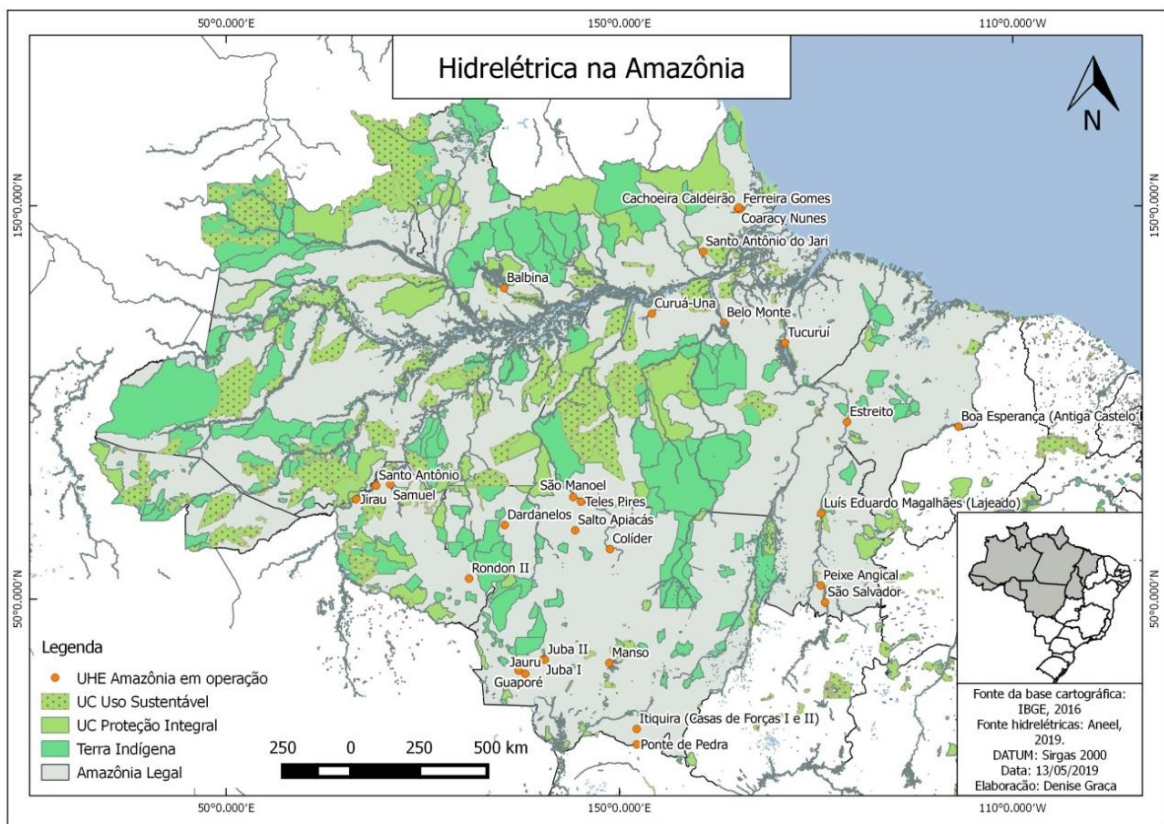 50°0.000'E
150°0.000'E
110°0.000'W
Hidrelétrica na Amazônia
N
150°0.000'N
150°0.000'N
Cachoeira Caldeirão
Ferreira Gomes
Coaracy Nunes
Santo Antônio do Jari
Balbina
Curuá-Una
Belo Monte
Tucuruí
Estreito
Boa Esperança (Antiga Castelo
Santo Antônio
Samuel
Jirau
São Manoel
Teles Pires
Dardanelos
Salto Apiacás
Colíder
Luís Eduardo Magalhães (Lajeado)
Rondon II
Peixe Angical
São Salvador
50°0.000'N
50°0.000'N
Juba II
Jauru
Juba I
Guaporé
Manso
Itiquira (Casas de Forças I e II)
Ponte de Pedra
Legenda
UHE Amazônia em operação
UC Uso Sustentável
UC Proteção Integral
Terra Indígena
Amazônia Legal
250 0 250 500 km
Fonte da base cartográfica:
IBGE, 2016
Fonte hidrelétricas: Aneel,
2019.
DATUM: Sirgas 2000
Data: 13/05/2019
Elaboração: Denise Graça
50°0.000'E
150°0.000'E
110°0.000'W